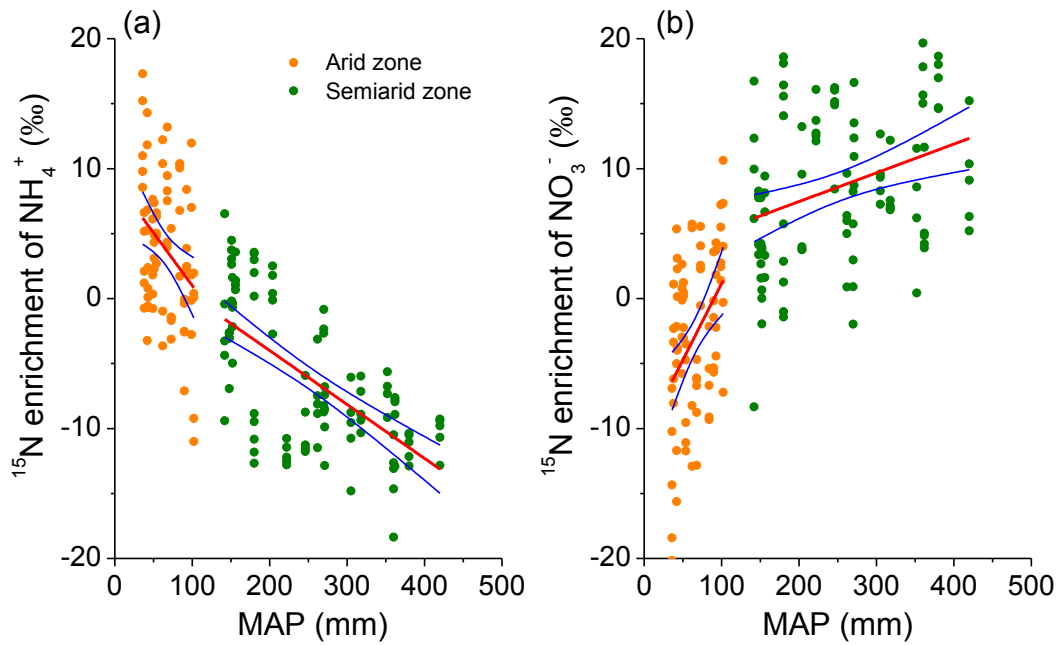 (a)
(b)
Arid zone
Semiarid zone
¹⁵N enrichment of NH₄⁺ (‰)
20
10
0
-10
-20
0 100 200 300 400 500
MAP (mm)
¹⁵N enrichment of NO₃⁻ (‰)
20
10
0
-10
-20
0 100 200 300 400 500
MAP (mm)